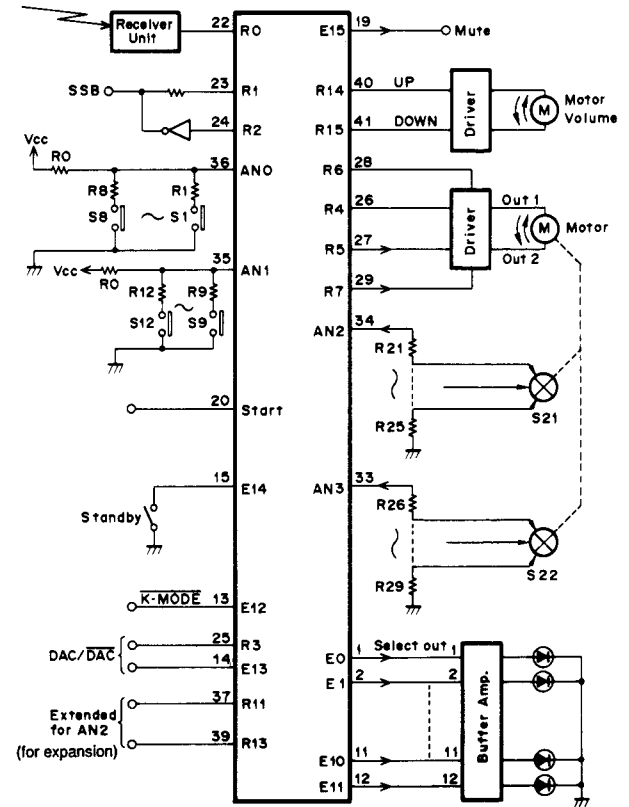 Receiver Unit
22 R0
E15 19 Mute
SSB
23 R1
24 R2
R14 40 UP
R15 41 DOWN
Driver
M
Motor Volume
Vcc
R0
36 AN0
R8 R1
S8 ~ S1
R6 28
R4 26
R5 27
R7 29
Driver
Out 1
Out 2
M
Motor
35 AN1
Vcc
R0
R12 R9
S12 ~ S9
AN2 34
R21
R25
S21
20 Start
15 E14
Standby
AN3 33
R26
R29
S22
K-MODE 13 E12
DAC/DAC
25 R3
14 E13
Extended for AN2
(for expansion)
37 R11
39 R13
E0 1 Select out 1
E1 2 2
E10 11 11
E11 12 12
Buffer Amp.